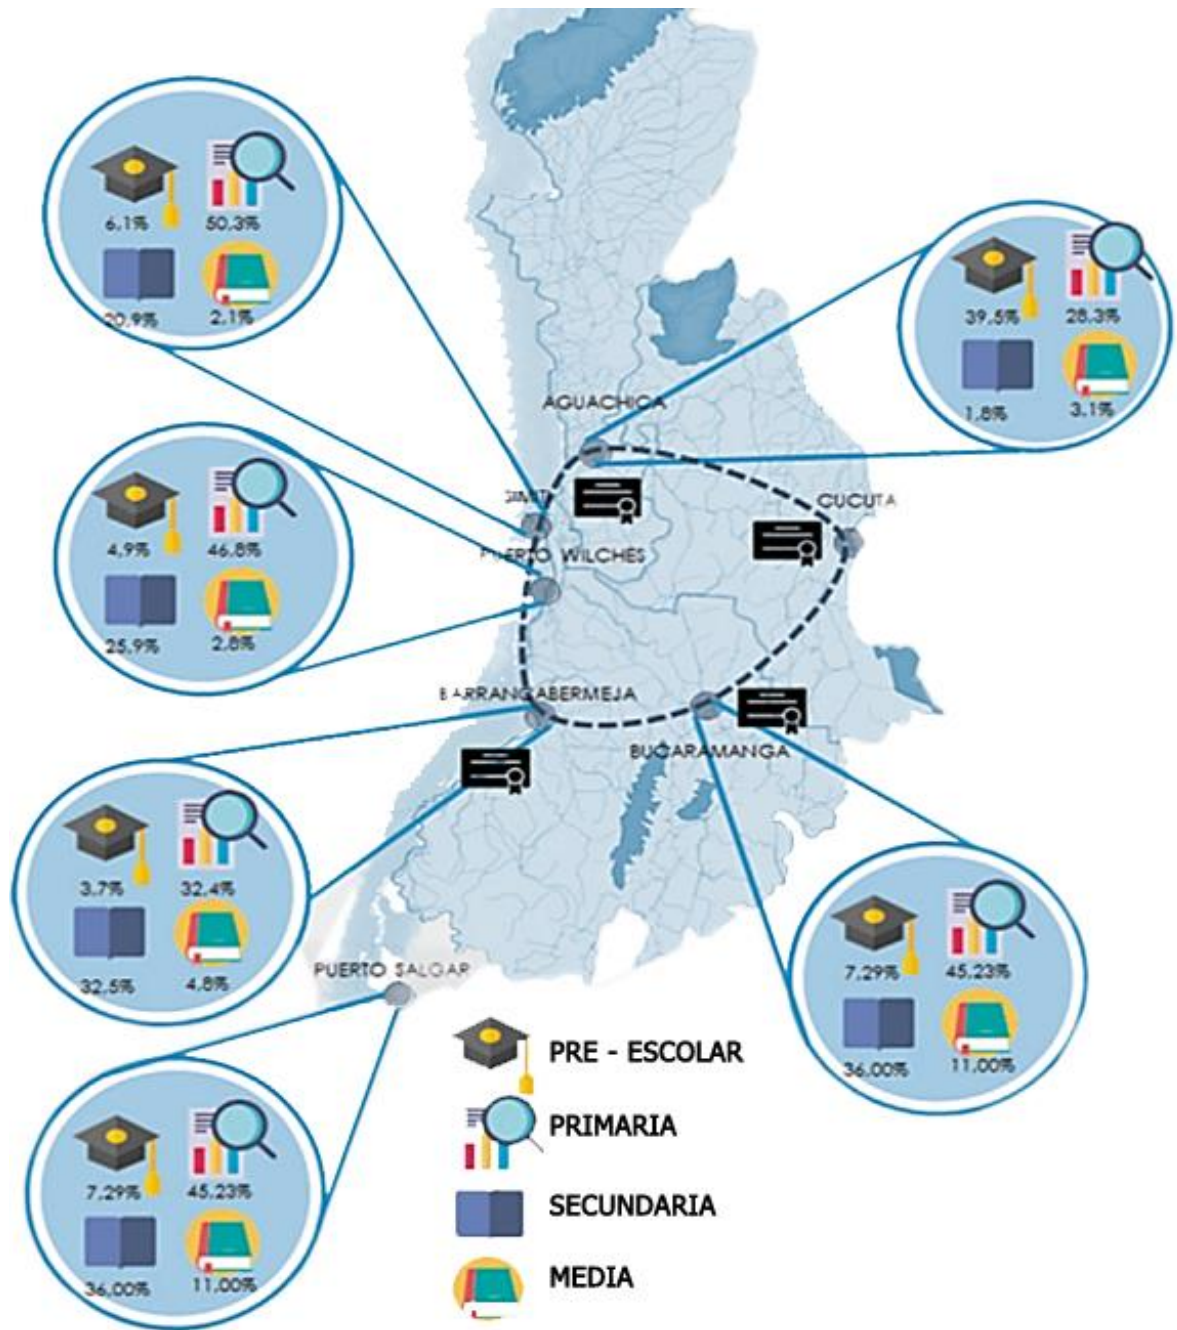 6,1% 50,3%
20,9% 2,1%
39,5% 28,3%
1,8% 3,1%
AGUACHICA
CUCUTA
WILCHES
4,9% 46,8%
25,9% 2,8%
BARRANCABERMEJA
BUCARAMANGA
3,7% 32,4%
32,5% 4,8%
7,29% 45,23%
36,00% 11,00%
PUERTO SALGAR
PRE - ESCOLAR
PRIMARIA
SECUNDARIA
MEDIA
7,29% 45,23%
36,00% 11,00%